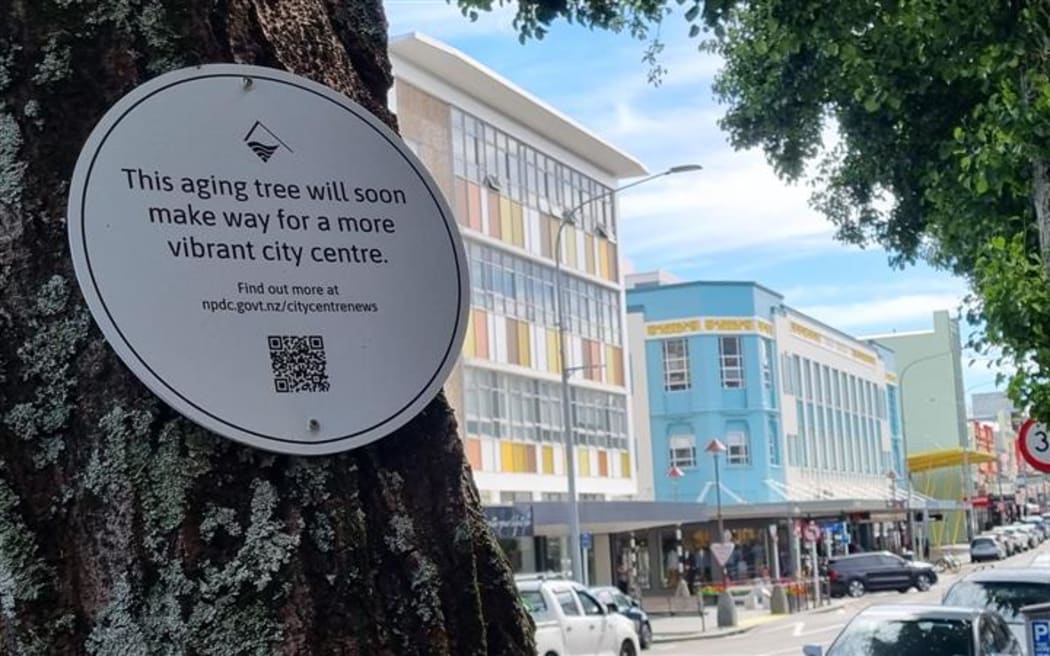 This aging tree will soon
make way for a more
vibrant city centre.
Find out more at
npdc.govt.nz/citycentrenews
3
P